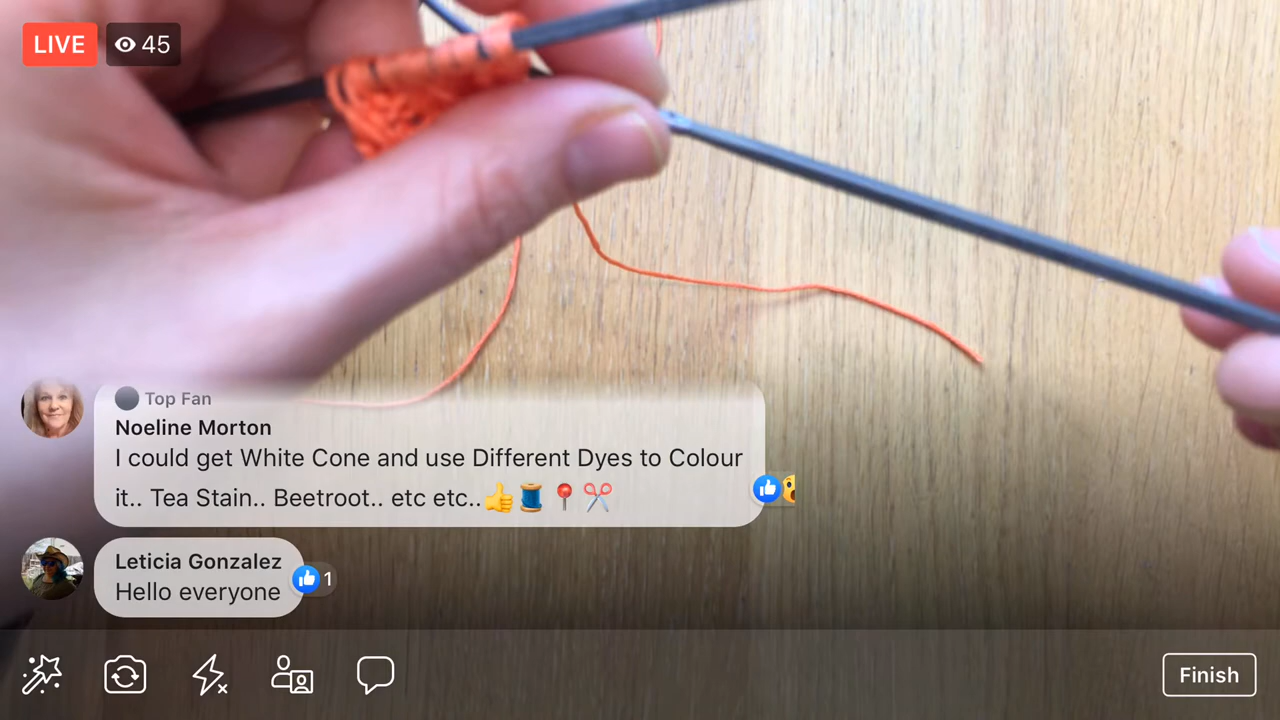 LIVE 45
Top Fan
Noeline Morton
I could get White Cone and use Different Dyes to Colour
it.. Tea Stain.. Beetroot.. etc etc..👍🧵📍✂️
Leticia Gonzalez
Hello everyone
1
Finish